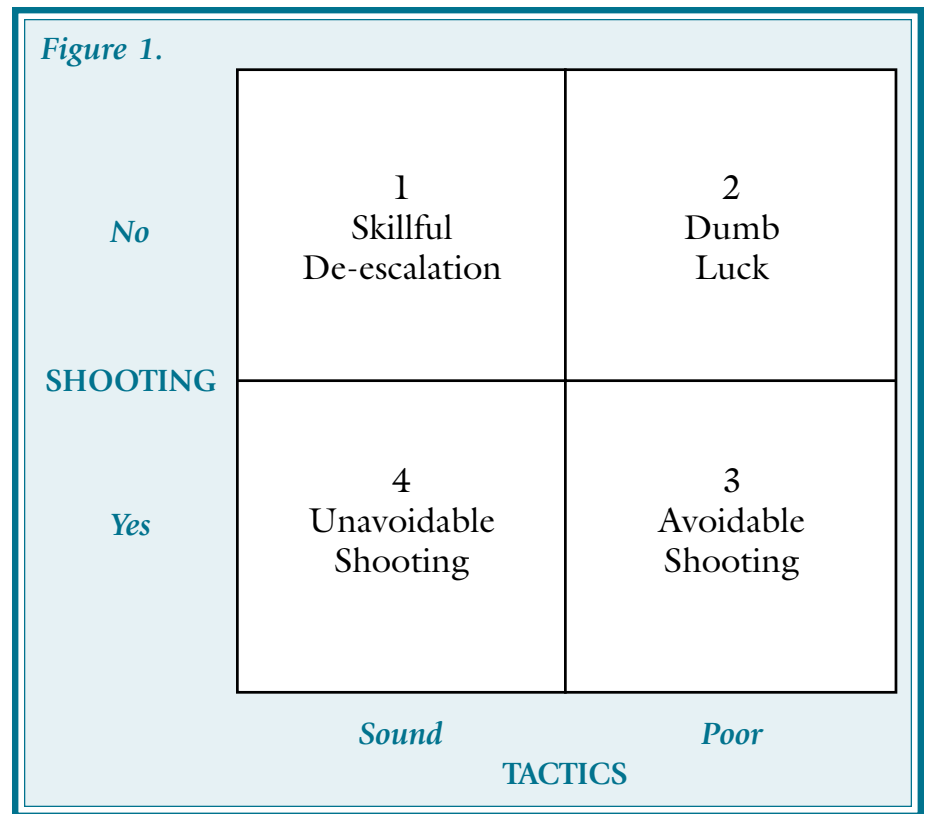 Figure 1.
1
Skillful
De-escalation
2
Dumb
Luck
No
SHOOTING
4
Unavoidable
Shooting
3
Avoidable
Shooting
Yes
Sound
Poor
TACTICS